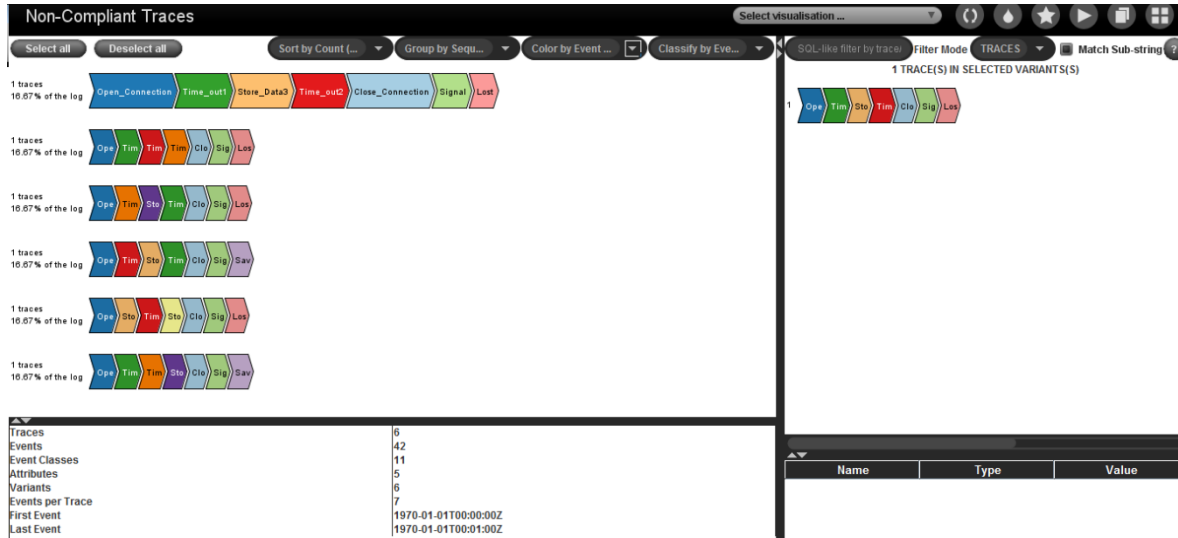 Non-Compliant Traces
Select visualisation ...
Select all Deselect all Sort by Count (... Group by Sequ... Color by Event ... Classify by Eve...
SQL-like filter by trace/ Filter Mode TRACES Match Sub-string ?
1 TRACE(S) IN SELECTED VARIANTS(S)
1 traces
16.67% of the log
Open_Connection Time_out1 Store_Data3 Time_out2 Close_Connection Signal Lost
1 traces
16.67% of the log
Ope Tim Tim Tim Clo Sig Los
1 traces
16.67% of the log
Ope Tim Sto Tim Clo Sig Los
1 traces
16.67% of the log
Ope Tim Sto Tim Clo Sig Sav
1 traces
16.67% of the log
Ope Sto Tim Sto Clo Sig Los
1 traces
16.67% of the log
Ope Tim Tim Sto Clo Sig Sav
1 Ope Tim Sto Tim Clo Sig Los
Traces 6
Events 42
Event Classes 11
Attributes 5
Variants 6
Events per Trace 7
First Event 1970-01-01T00:00:00Z
Last Event 1970-01-01T00:01:00Z
Name Type Value